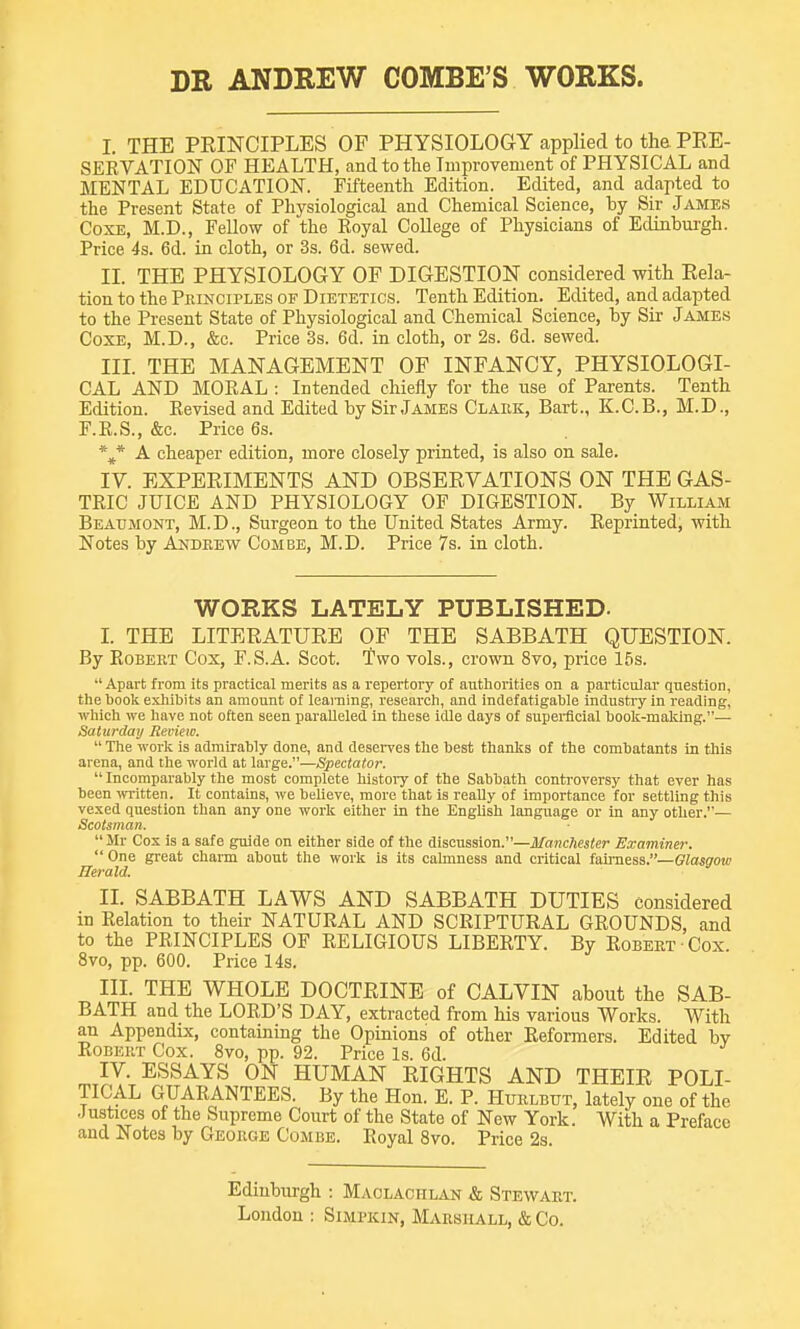 DR ANDREW COMBE'S WORKS.
I. THE PRINCIPLES OF PHYSIOLOGY applied to the PRE-
SERVATION OF HEALTH, and to the Improvement of PHYSICAL and
MENTAL EDUCATION. Fifteenth Edition. Edited, and adapted to
the Present State of Physiological and Chemical Science, by Sir JAMES
COXE, M.D., Fellow of the Royal College of Physicians of Edinburgh.
Price 4s. 6d. in cloth, or 3s. 6d. sewed.
II. THE PHYSIOLOGY OF DIGESTION considered with Rela-
tion to the PRINCIPLES OF DIETETICS. Tenth Edition. Edited, and adapted
to the Present State of Physiological and Chemical Science, by Sir JAMES
COXE, M.D., &c. Price 3s. 6d. in cloth, or 2s. 6d. sewed.
III. THE MANAGEMENT OF INFANCY, PHYSIOLOGI-
CAL AND MORAL : Intended chiefly for the use of Parents. Tenth
Edition. Revised and Edited by Sir JAMES CLARK, Bart., K.C.B., M.D.,
F.R.S., &c. Price 6s.
*** A cheaper edition, more closely printed, is also on sale.
IV. EXPERIMENTS AND OBSERVATIONS ON THE GAS-
TRIC JUICE AND PHYSIOLOGY OF DIGESTION. By WILLIAM
BEAUMONT, M.D., Surgeon to the United States Army. Reprinted, with
Notes by ANDREW COMBE, M.D. Price 7s. in cloth.
WORKS LATELY PUBLISHED.
I. THE LITERATURE OF THE SABBATH QUESTION.
By ROBERT COX, F.S.A. Scot. Two vols., crown 8vo, price 15s.
"Apart from its practical merits as a repertory of authorities on a particular question,
the book exhibits an amount of learning, research, and indefatigable industry in reading,
which we have not often seen paralleled in these idle days of superficial book-making."—
Saturday Review.
"The work is admirably done, and deserves the best thanks of the combatants in this
arena, and the world at large."—Spectator.
"Incomparably the most complete history of the Sabbath controversy that ever has
been written. It contains, we believe, more that is really of importance for settling this
vexed question than any one work either in the English language or in any other."—
Scotsman.
"Mr Cox is a safe guide on either side of the discussion."—Manchester Examiner.
"One great charm about the work is its calmness and critical fairness."—Glasgow
Herald.
II. SABBATH LAWS AND SABBATH DUTIES considered
in Relation to their NATURAL AND SCRIPTURAL GROUNDS, and
to the PRINCIPLES OF RELIGIOUS LIBERTY. By ROBERT COX.
8vo, pp. 600. Price 14s.
III. THE WHOLE DOCTRINE of CALVIN about the SAB-
BATH and the LORD'S DAY, extracted from his various Works. With
an Appendix, containing the Opinions of other Reformers. Edited by
ROBERT COX. 8vo, pp. 92. Price 1s. 6d.
IV. ESSAYS ON HUMAN RIGHTS AND THEIR POLI-
TICAL GUARANTEES. By the Hon. E. P. HURLBUT, lately one of the
Justices of the Supreme Court of the State of New York. With a Preface
and Notes by GEORGE COMBE. Royal 8vo. Price 2s.
Edinburgh : MACLACHLAN & STEWART.
London : SIMPKIN, MARSHALL, & Co.